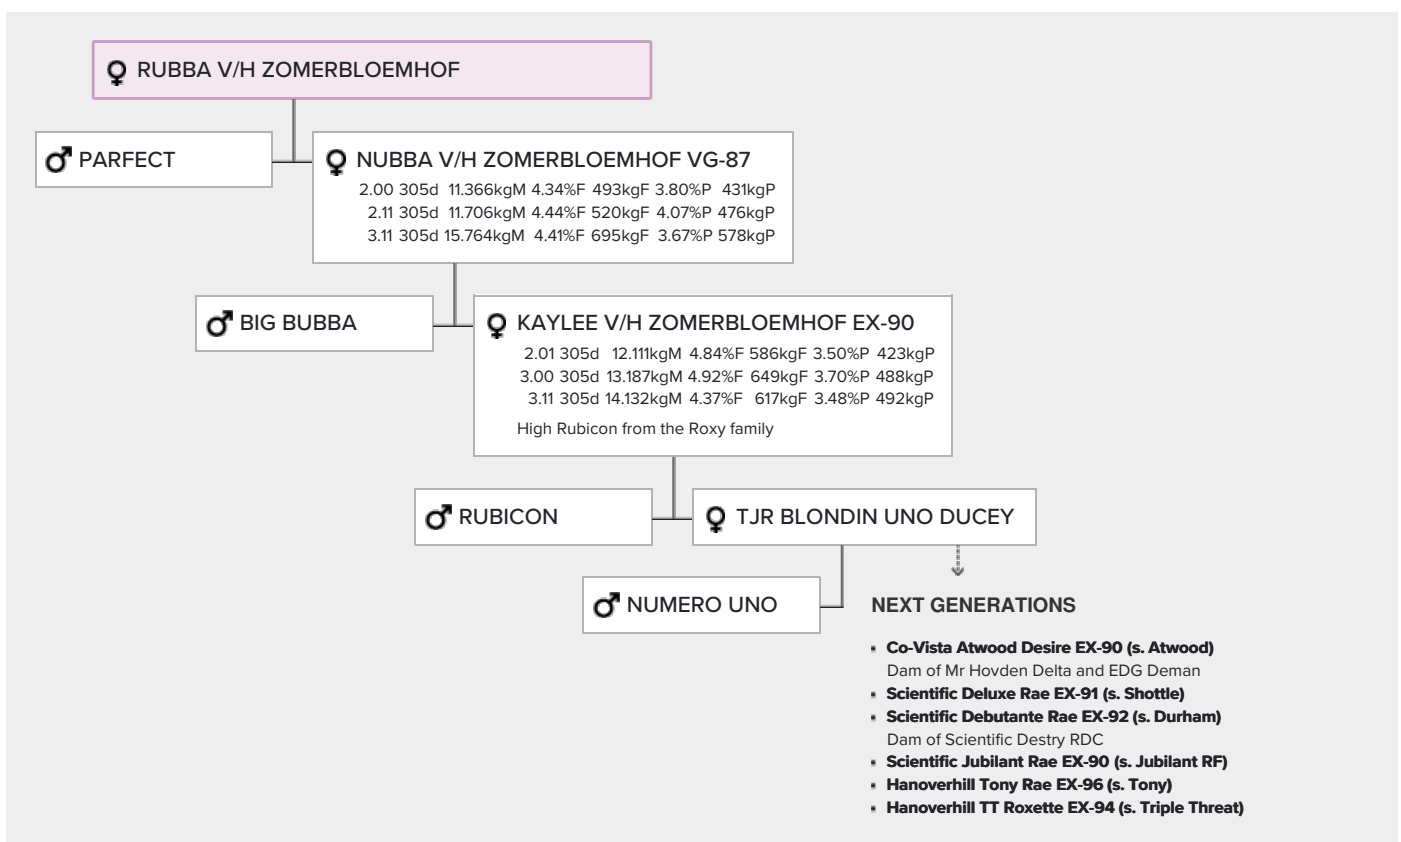 RUBBA V/H ZOMERBLOEMHOF
PARFECT
NUBBA V/H ZOMERBLOEMHOF VG-87
2.00 305d 11.366kgM 4.34%F 493kgF 3.80%P 431kgP
2.11 305d 11.706kgM 4.44%F 520kgF 4.07%P 476kgP
3.11 305d 15.764kgM 4.41%F 695kgF 3.67%P 578kgP
BIG BUBBA
KAYLEE V/H ZOMERBLOEMHOF EX-90
2.01 305d 12.111kgM 4.84%F 586kgF 3.50%P 423kgP
3.00 305d 13.187kgM 4.92%F 649kgF 3.70%P 488kgP
3.11 305d 14.132kgM 4.37%F 617kgF 3.48%P 492kgP
High Rubicon from the Roxy family
RUBICON
TJR BLONDIN UNO DUCEY
NUMERO UNO
NEXT GENERATIONS
Co-Vista Atwood Desire EX-90 (s. Atwood)
Dam of Mr Hovden Delta and EDG Deman
Scientific Deluxe Rae EX-91 (s. Shottle)
Scientific Debutante Rae EX-92 (s. Durham)
Dam of Scientific Destry RDC
Scientific Jubilant Rae EX-90 (s. Jubilant RF)
Hanoverhill Tony Rae EX-96 (s. Tony)
Hanoverhill TT Roxette EX-94 (s. Triple Threat)